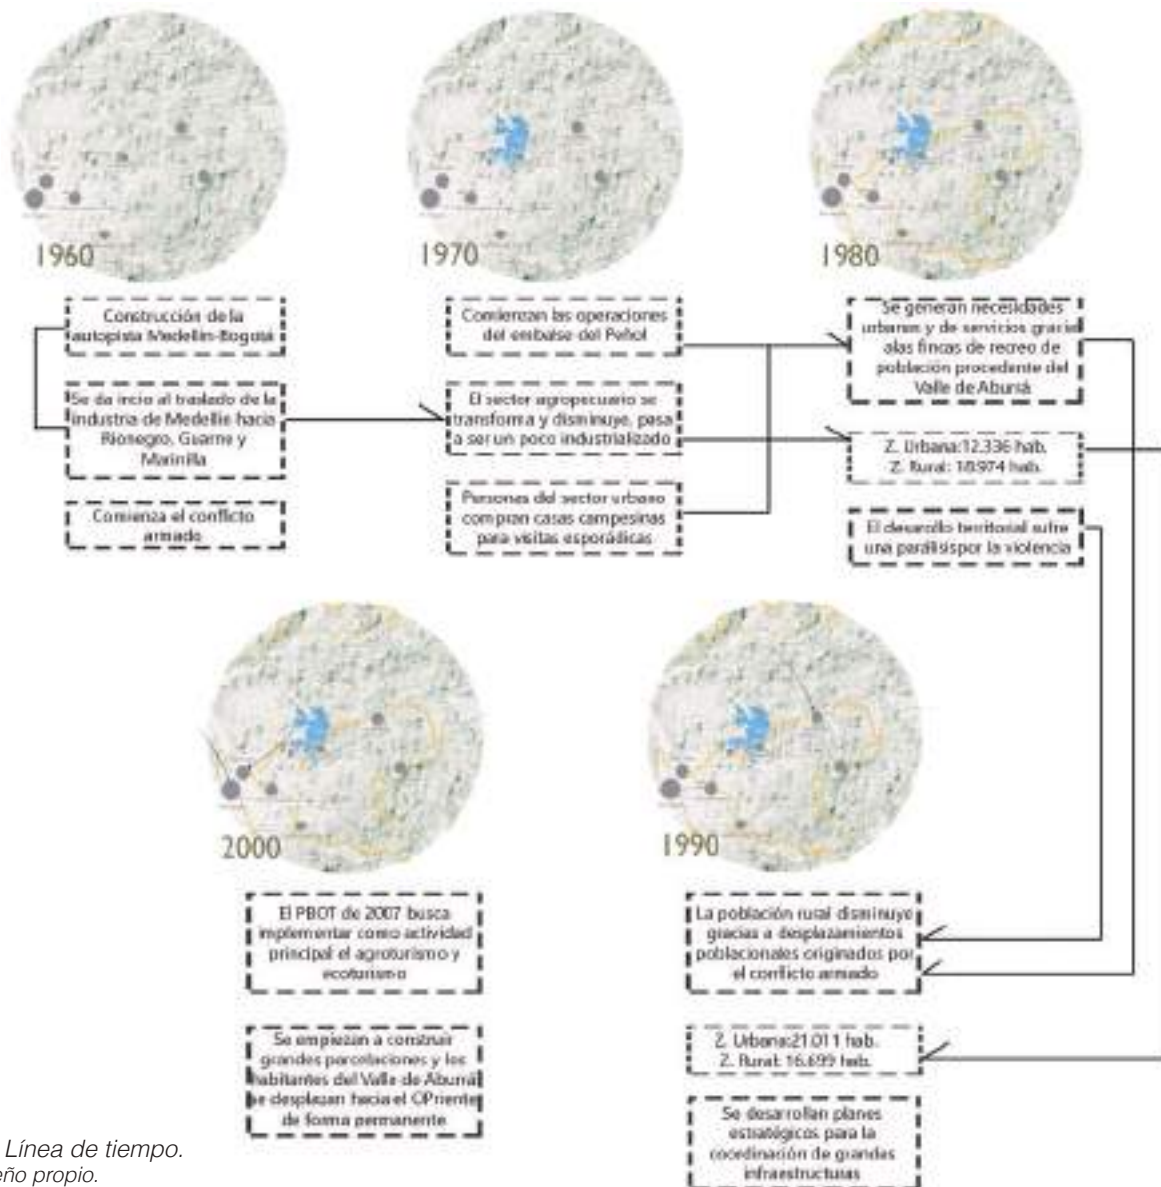 1960
Construcción de la
autopista Medellín-Bogotá
Se da incio al traslado de la
industria de Medellín hacia
Rionegro, Guarne y
Marinilla
Comienza el conflicto
armado
1970
Comienzan las operaciones
del embalse del Peñol
El sector agropecuario se
transforma y disminuye, pasa
a ser un poco industrializado
Personas del sector urbano
compran casas campesinas
para visitas esporádicas
1980
Se generan necesidades
urbanas y de servicios gracia
alas fincas de recreo de
población procedente del
Valle de Aburrá
Z. Urbana:12.336 hab.
Z. Rural: 18.974 hab.
El desarollo territorial sufre
una parálisispor la violencia
2000
El PBOT de 2007 busca
implementar como actividad
principal el agroturismo y
ecoturismo
Se empiezan a construir
grandes parcelaciones y los
habitantes del Valle de Aburrá
se desplazan hacia el OPriente
de forma permanente
1990
La población rural disminuye
gracias a desplazamientos
poblacionales originados por
el conflicto armado
Z. Urbana:21.011 hab.
Z. Rural: 16.699 hab.
Se desarrollan planes
estratégicos para la
coordinación de grandes
infraestructuras
Línea de tiempo.
eño propio.